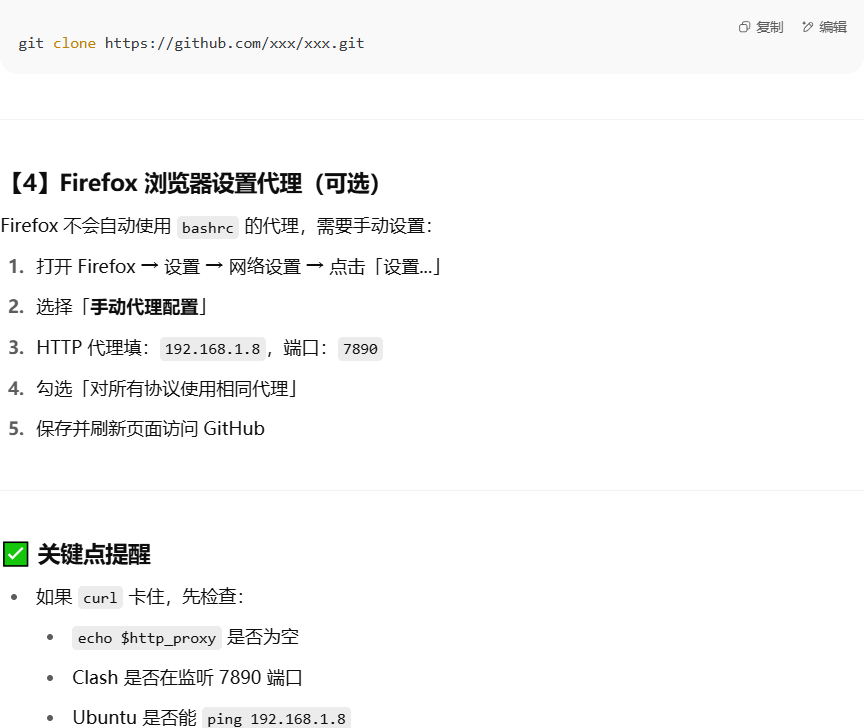 复制 编辑
git clone https://github.com/xxx/xxx.git
【4】Firefox 浏览器设置代理（可选）
Firefox 不会自动使用 bashrc 的代理，需要手动设置：
1. 打开 Firefox → 设置 → 网络设置 → 点击「设置...」
2. 选择「手动代理配置」
3. HTTP 代理填：192.168.1.8，端口：7890
4. 勾选「对所有协议使用相同代理」
5. 保存并刷新页面访问 GitHub
✅ 关键点提醒
• 如果 curl 卡住，先检查：
• echo $http_proxy 是否为空
• Clash 是否在监听 7890 端口
• Ubuntu 是否能 ping 192.168.1.8